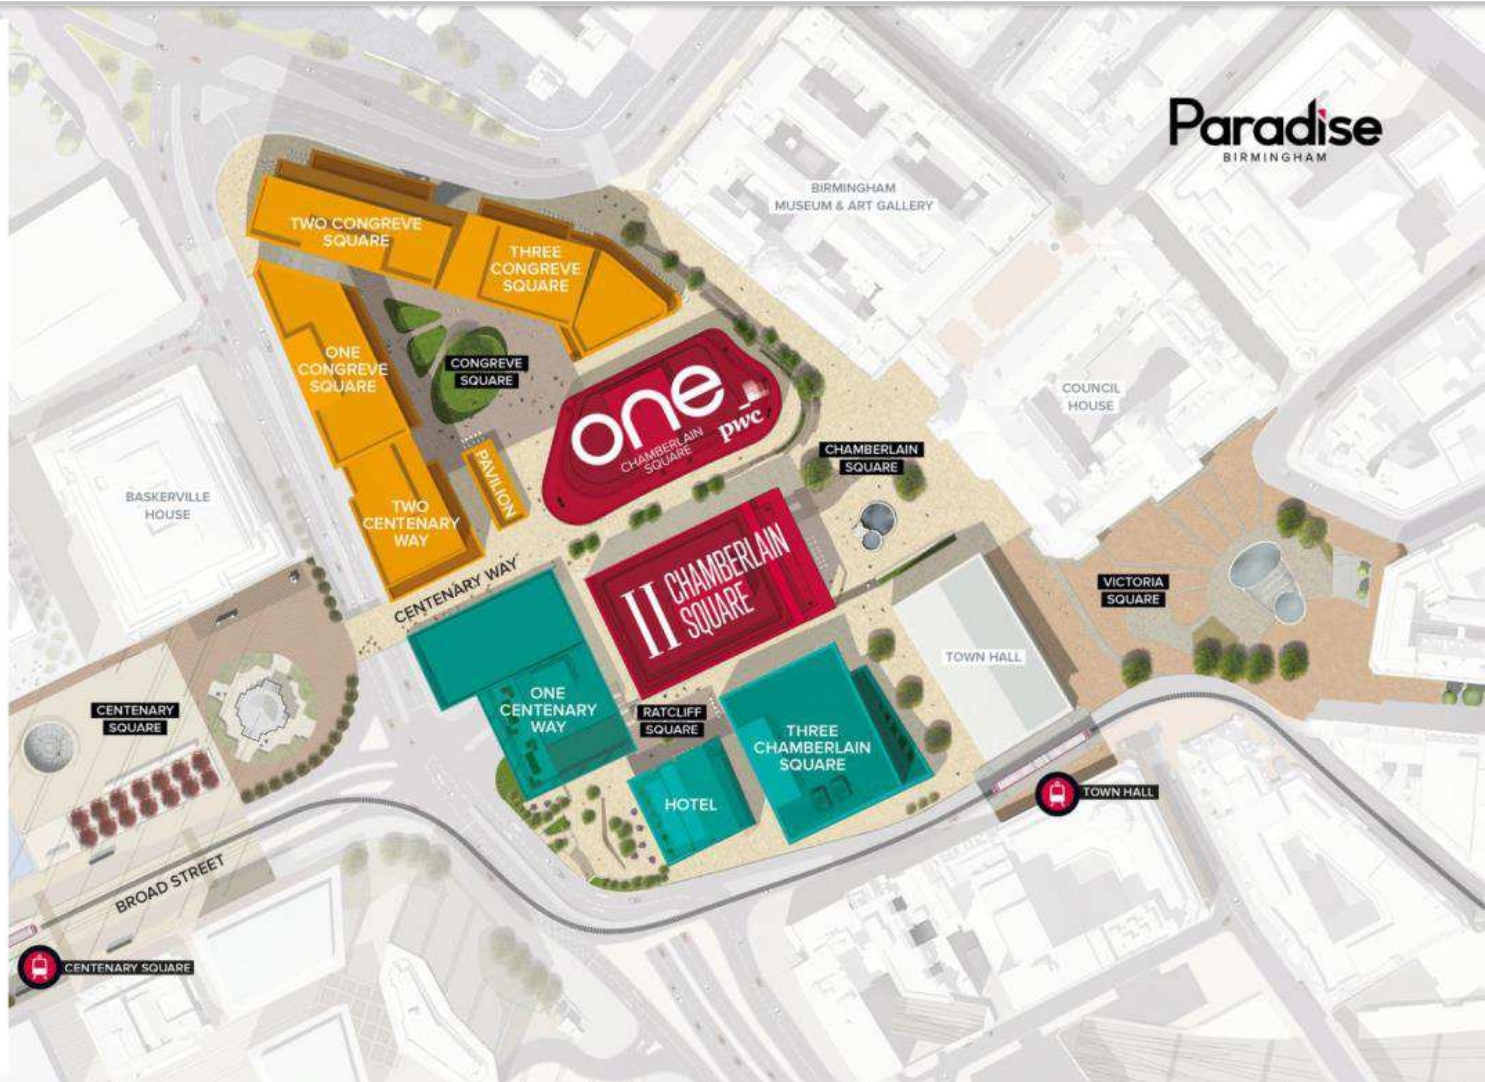 Paradise
BIRMINGHAM
BIRMINGHAM
MUSEUM & ART GALLERY
TWO CONGREVE
SQUARE
THREE
CONGREVE
SQUARE
ONE
CONGREVE
SQUARE
CONGREVE
SQUARE
one
CHAMBERLAIN
SQUARE
pwc
COUNCIL
HOUSE
CHAMBERLAIN
SQUARE
PAVILION
BASKERVILLE
HOUSE
TWO
CENTENARY
WAY
CENTENARY WAY
II CHAMBERLAIN
SQUARE
VICTORIA
SQUARE
TOWN HALL
CENTENARY
SQUARE
ONE
CENTENARY
WAY
RATCLIFF
SQUARE
THREE
CHAMBERLAIN
SQUARE
HOTEL
TOWN HALL
BROAD STREET
CENTENARY SQUARE